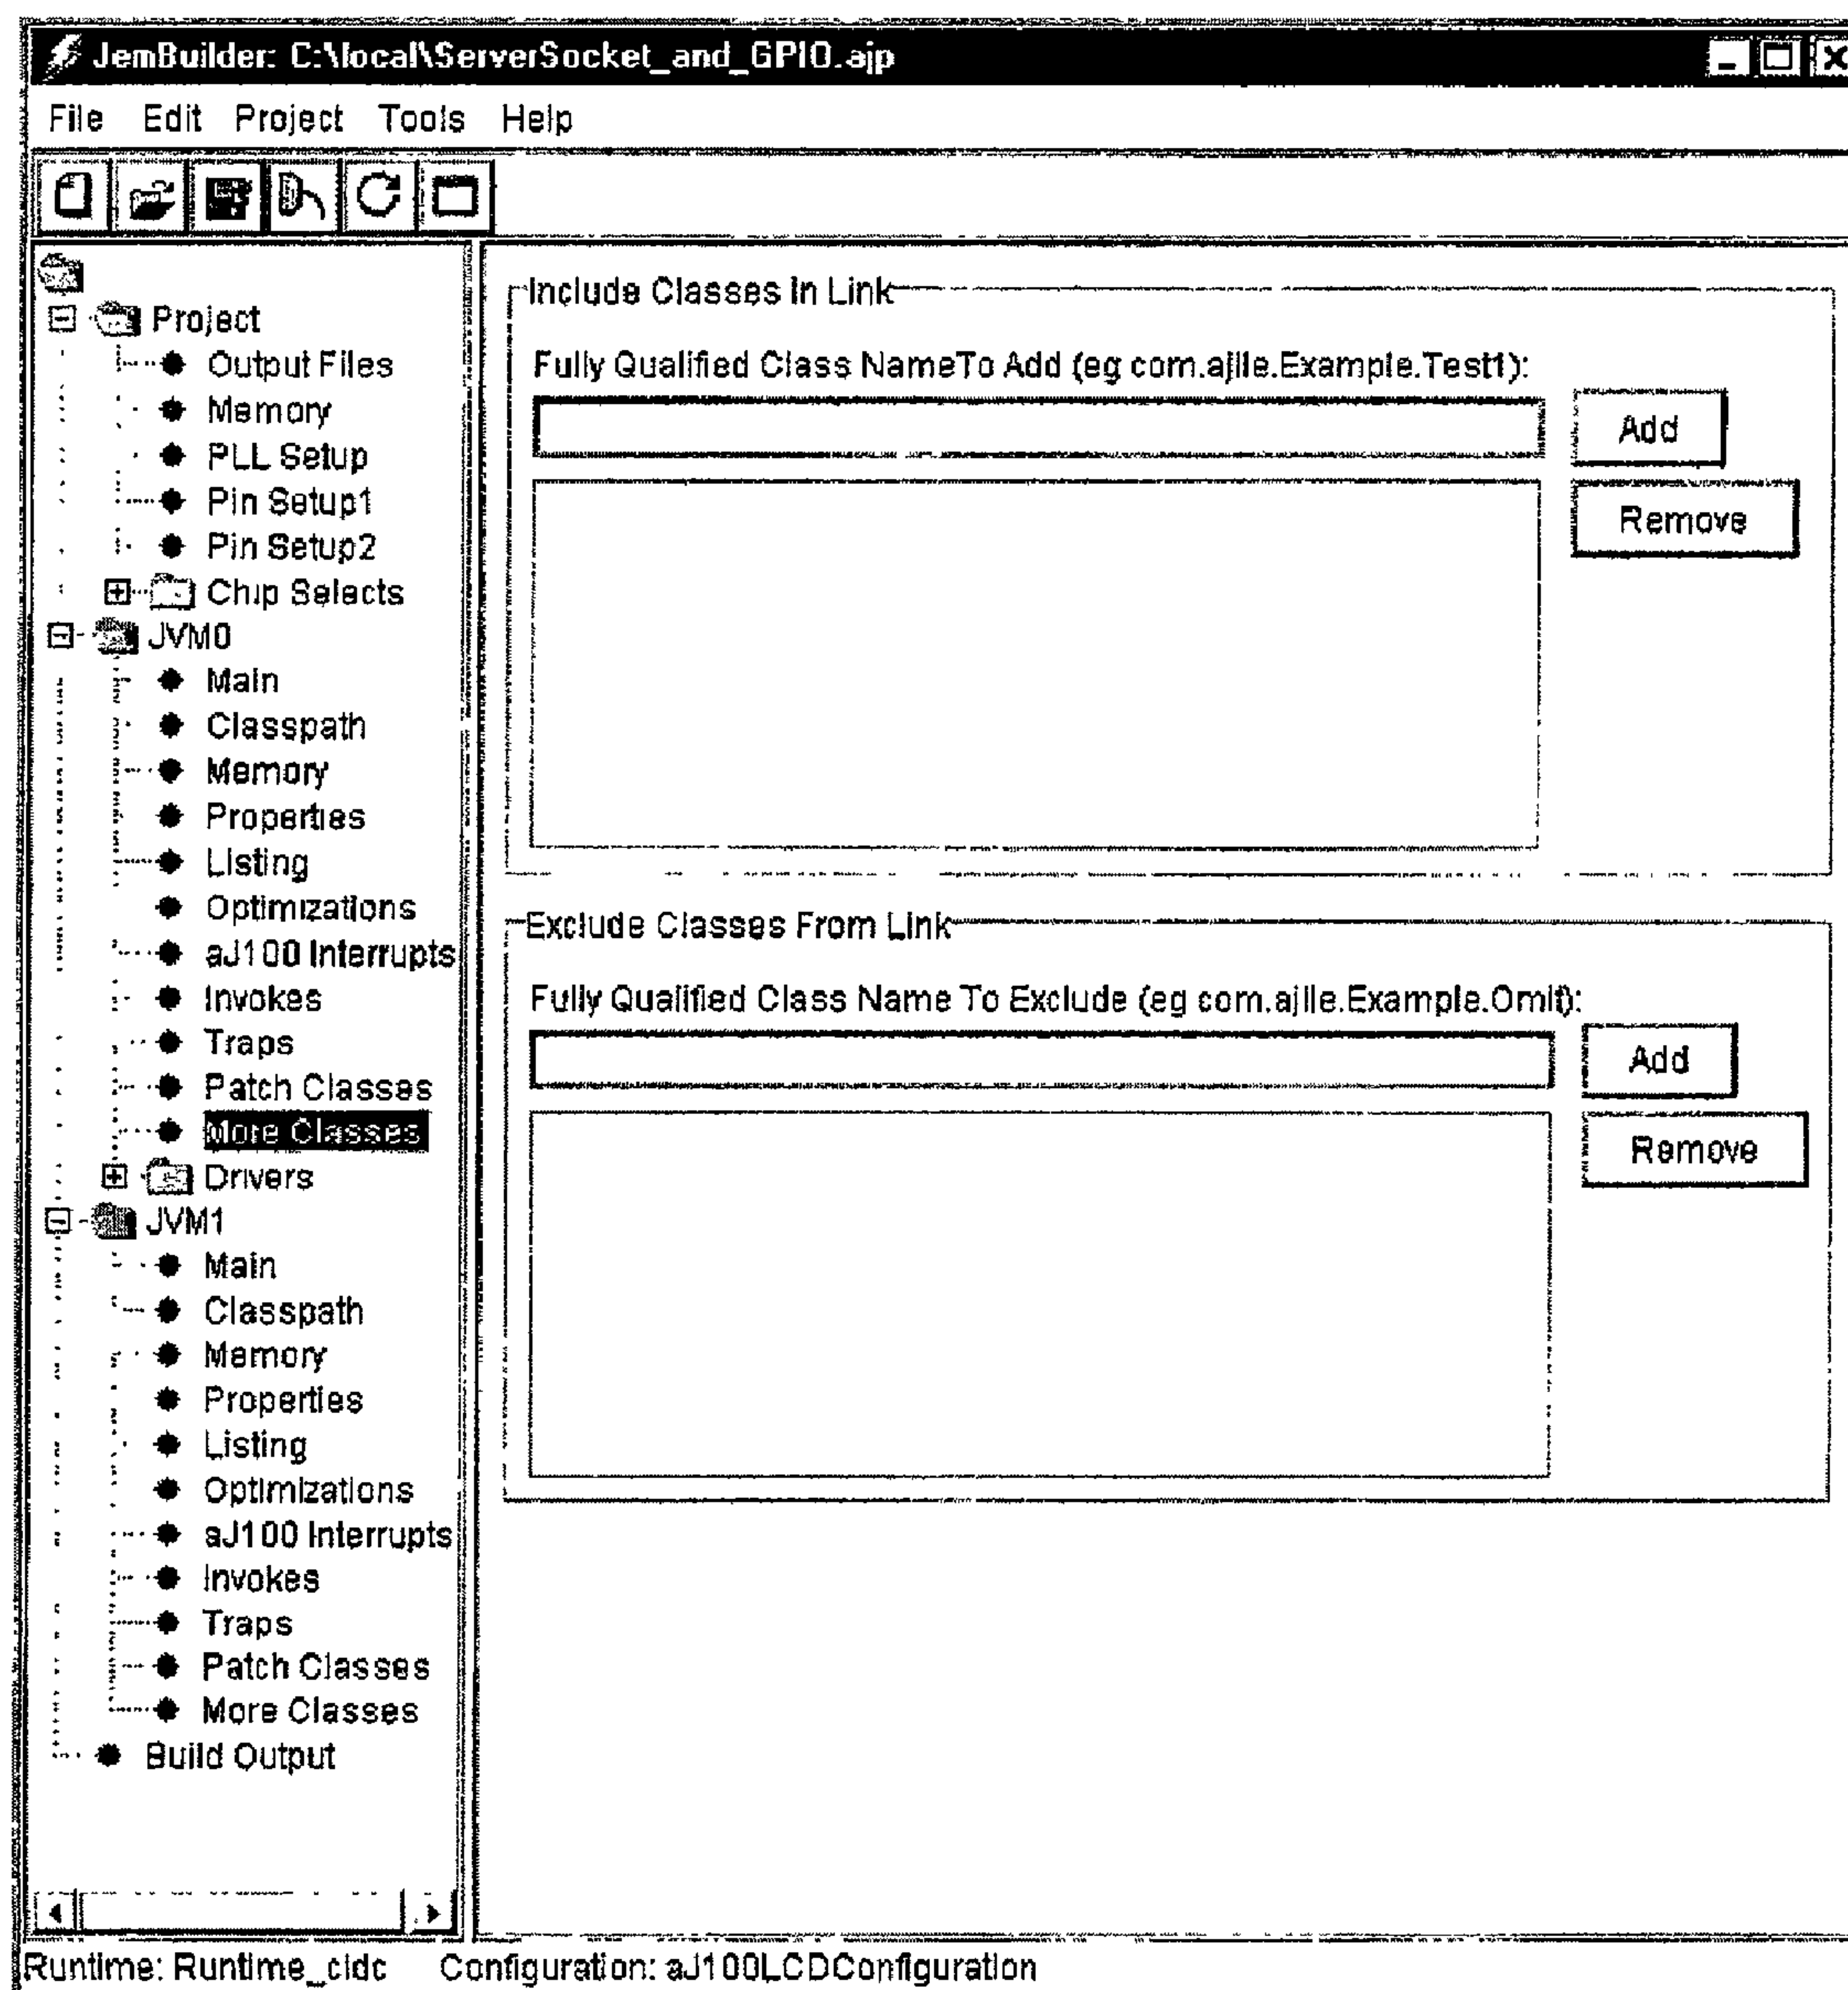 JemBuilder: C:\local\ServerSocket_and_GPIO.ajp
File Edit Project Tools Help
Project
Output Files
Memory
PLL Setup
Pin Setup1
Pin Setup2
Chip Selects
JVM0
Main
Classpath
Memory
Properties
Listing
Optimizations
aJ100 Interrupts
Invokes
Traps
Patch Classes
More Classes
Drivers
JVM1
Main
Classpath
Memory
Properties
Listing
Optimizations
aJ100 Interrupts
Invokes
Traps
Patch Classes
More Classes
Build Output
Include Classes In Link
Fully Qualified Class NameTo Add (eg com.ajile.Example.Test1):
Add
Remove
Exclude Classes From Link
Fully Qualified Class Name To Exclude (eg com.ajile.Example.Omit):
Add
Remove
Runtime: Runtime_cldc Configuration: aJ100LCDConfiguration